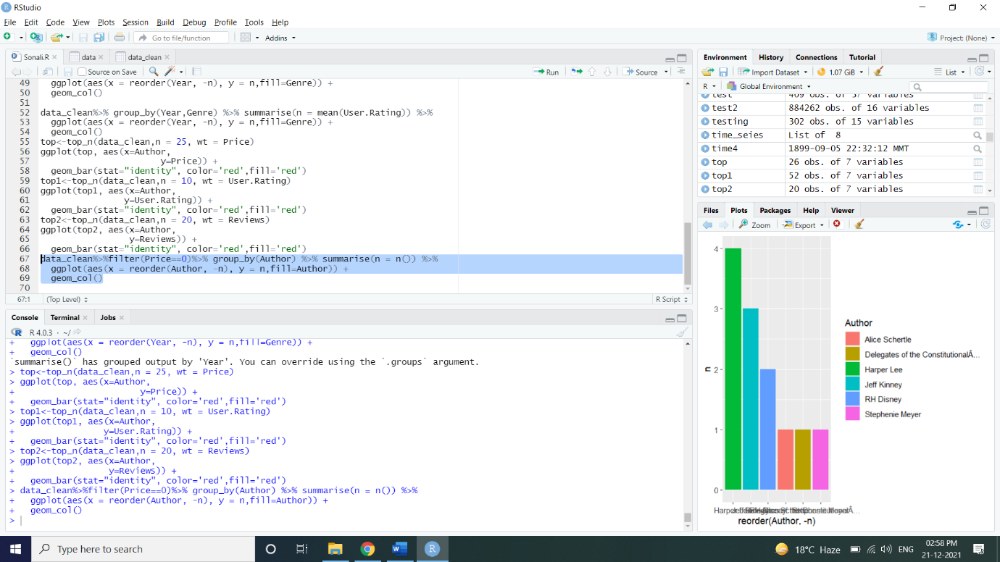 RStudio
File Edit Code View Plots Session Build Debug Profile Tools Help
Go to file/function Addins Project: (None)
Sonali.R data data_clean
Source on Save Run Source
49 ggplot(aes(x = reorder(Year, -n), y = n,fill=Genre)) +
50 geom_col()
51
52 data_clean%>% group_by(Year,Genre) %>% summarise(n = mean(User.Rating)) %>%
53 ggplot(aes(x = reorder(Year, -n), y = n,fill=Genre)) +
54 geom_col()
55 top<-top_n(data_clean,n = 25, wt = Price)
56 ggplot(top, aes(x=Author,
57 y=Price)) +
58 geom_bar(stat="identity", color='red',fill='red')
59 top1<-top_n(data_clean,n = 10, wt = User.Rating)
60 ggplot(top1, aes(x=Author,
61 y=User.Rating)) +
62 geom_bar(stat="identity", color='red',fill='red')
63 top2<-top_n(data_clean,n = 20, wt = Reviews)
64 ggplot(top2, aes(x=Author,
65 y=Reviews)) +
66 geom_bar(stat="identity", color='red',fill='red')
67 data_clean%>%filter(Price==0)%>% group_by(Author) %>% summarise(n = n()) %>%
68 ggplot(aes(x = reorder(Author, -n), y = n,fill=Author)) +
69 geom_col()
70
67:1 (Top Level) R Script
Console Terminal Jobs
R 4.0.3 · ~/
+ ggplot(aes(x = reorder(Year, -n), y = n,fill=Genre)) +
+ geom_col()
`summarise()` has grouped output by 'Year'. You can override using the `.groups` argument.
> top<-top_n(data_clean,n = 25, wt = Price)
> ggplot(top, aes(x=Author,
+ y=Price)) +
+ geom_bar(stat="identity", color='red',fill='red')
> top1<-top_n(data_clean,n = 10, wt = User.Rating)
> ggplot(top1, aes(x=Author,
+ y=User.Rating)) +
+ geom_bar(stat="identity", color='red',fill='red')
> top2<-top_n(data_clean,n = 20, wt = Reviews)
> ggplot(top2, aes(x=Author,
+ y=Reviews)) +
+ geom_bar(stat="identity", color='red',fill='red')
> data_clean%>%filter(Price==0)%>% group_by(Author) %>% summarise(n = n()) %>%
+ ggplot(aes(x = reorder(Author, -n), y = n,fill=Author)) +
+ geom_col()
>
Environment History Connections Tutorial
Import Dataset 1.07 GiB List
R Global Environment
test 409 obs. of 57 variables
test2 884262 obs. of 16 variables
testing 302 obs. of 15 variables
time_seies List of 8
time4 1899-09-05 22:32:12 MMT
top 26 obs. of 7 variables
top1 52 obs. of 7 variables
top2 20 obs. of 7 variables
Files Plots Packages Help Viewer
Zoom Export
4
3
2
1
0
n
reorder(Author, -n)
Author
Alice Schertle
Delegates of the ConstitutionalÂ…
Harper Lee
Jeff Kinney
RH Disney
Stephenie Meyer
Type here to search
18°C Haze ENG
02:58 PM
21-12-2021